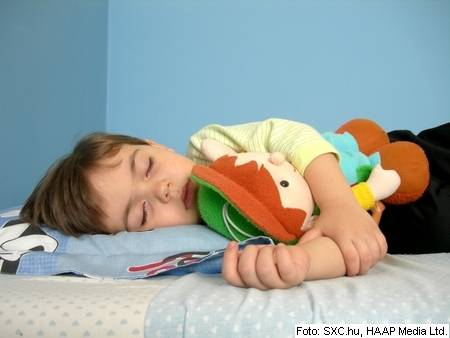 Foto: SXC.hu, HAAP Media Ltd.